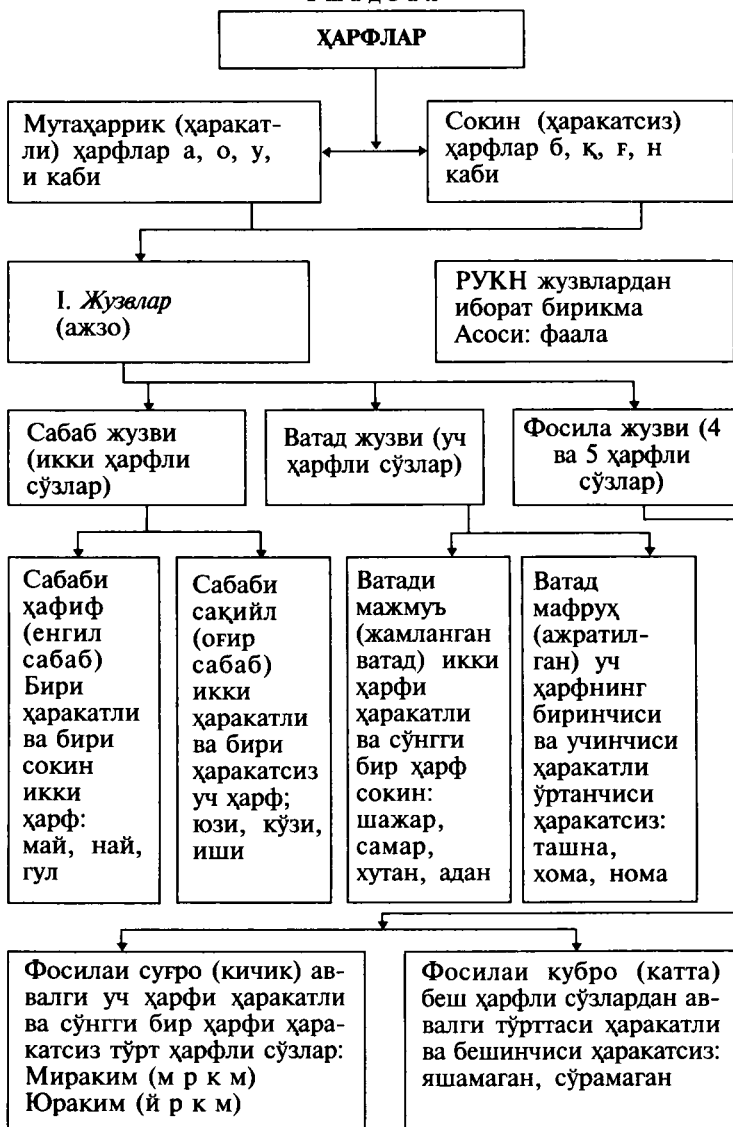 ҲАРФЛАР
Мутаҳаррик (ҳаракат-
ли) ҳарфлар а, о, у,
и каби
Сокин (ҳаракатсиз)
ҳарфлар б, қ, ғ, н
каби
I. Жузвлар
(ажзо)
РУКН жузвлардан
иборат бирикма
Асоси: фаала
Сабаб жузви
(икки ҳарфли
сўзлар)
Ватад жузви (уч
ҳарфли сўзлар)
Фосила жузви (4
ва 5 ҳарфли
сўзлар)
Сабаби
ҳафиф
(енгил
сабаб)
Бири
ҳаракатли
ва бири
сокин
икки
ҳарф:
май, най,
гул
Сабаби
сақийл
(оғир
сабаб)
икки
ҳаракатли
ва бири
ҳаракатсиз
уч ҳарф;
юзи, кўзи,
иши
Ватади
мажмуъ
(жамланган
ватад) икки
ҳарфи
ҳаракатли
ва сўнгги
бир ҳарф
сокин:
шажар,
самар,
хутан, адан
Ватад
мафруҳ
(ажратил-
ган) уч
ҳарфнинг
биринчиси
ва учинчиси
ҳаракатли
ўртанчиси
ҳаракатсиз:
ташна,
хома, нома
Фосилаи суғро (кичик) ав-
валги уч ҳарфи ҳаракатли
ва сўнгги бир ҳарфи ҳара-
катсиз тўрт ҳарфли сўзлар:
Мираким (м р к м)
Юраким (й р к м)
Фосилаи кубро (катта)
беш ҳарфли сўзлардан ав-
валги тўрттаси ҳаракатли
ва бешинчиси ҳаракатсиз:
яшамаган, сўрамаган